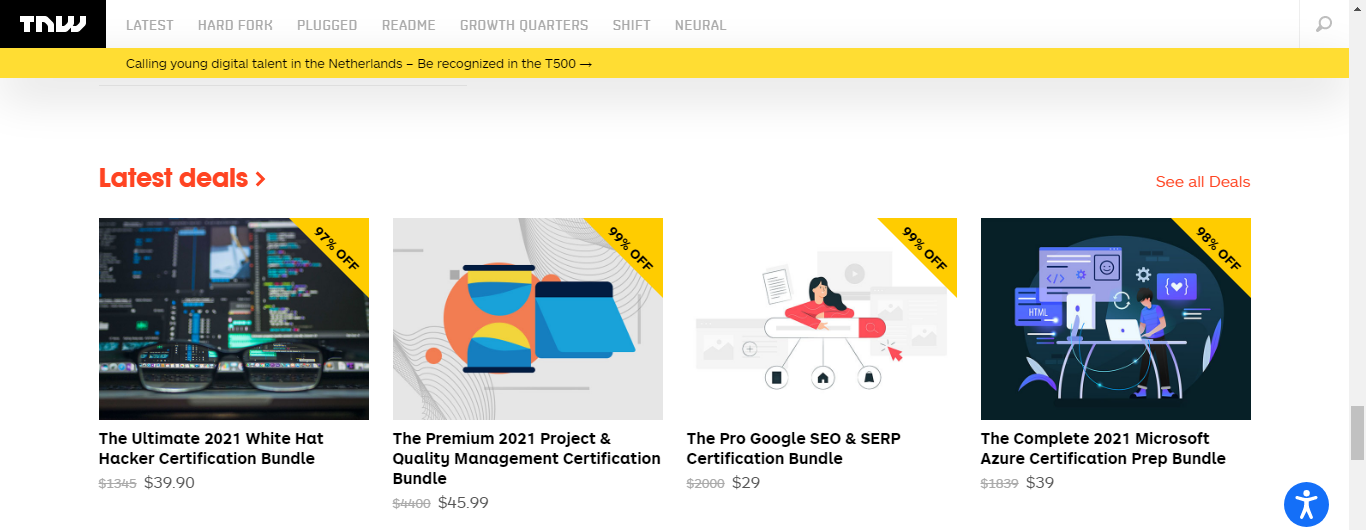 TNW LATEST HARD FORK PLUGGED README GROWTH QUARTERS SHIFT NEURAL
Calling young digital talent in the Netherlands – Be recognized in the T500 →
Latest deals >
See all Deals
97% OFF
99% OFF
99% OFF
98% OFF
</>
{ }
HTML
The Ultimate 2021 White Hat
Hacker Certification Bundle
$1345 $39.90
The Premium 2021 Project &
Quality Management Certification
Bundle
$4400 $45.99
The Pro Google SEO & SERP
Certification Bundle
$2000 $29
The Complete 2021 Microsoft
Azure Certification Prep Bundle
$1839 $39